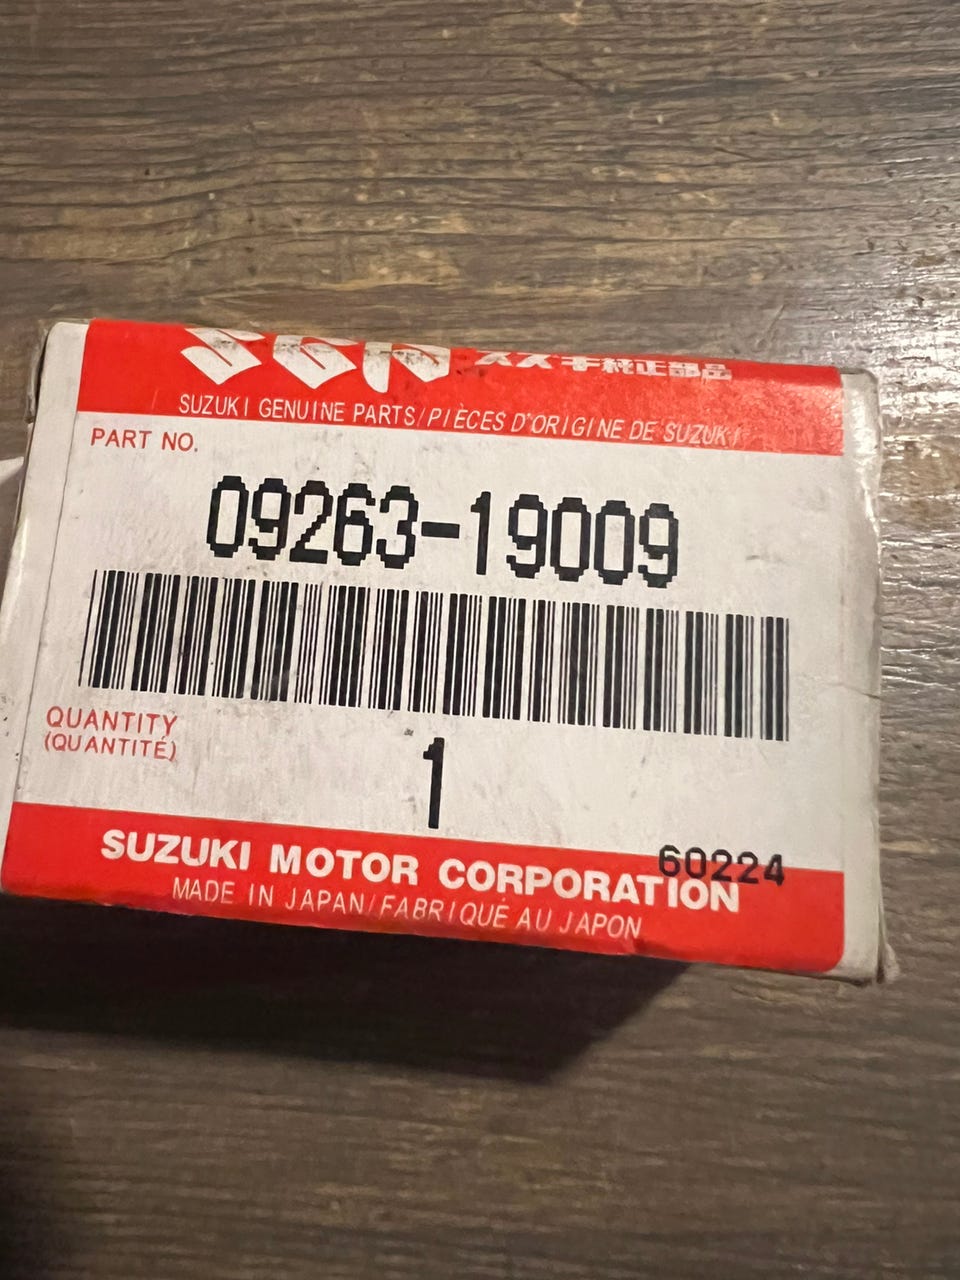 SGP スズキ純正部品
SUZUKI GENUINE PARTS/PIÈCES D'ORIGINE DE SUZUKI
PART NO.
09263-19009
QUANTITY
(QUANTITÉ)
1
60224
SUZUKI MOTOR CORPORATION
MADE IN JAPAN/FABRIQUÉ AU JAPON